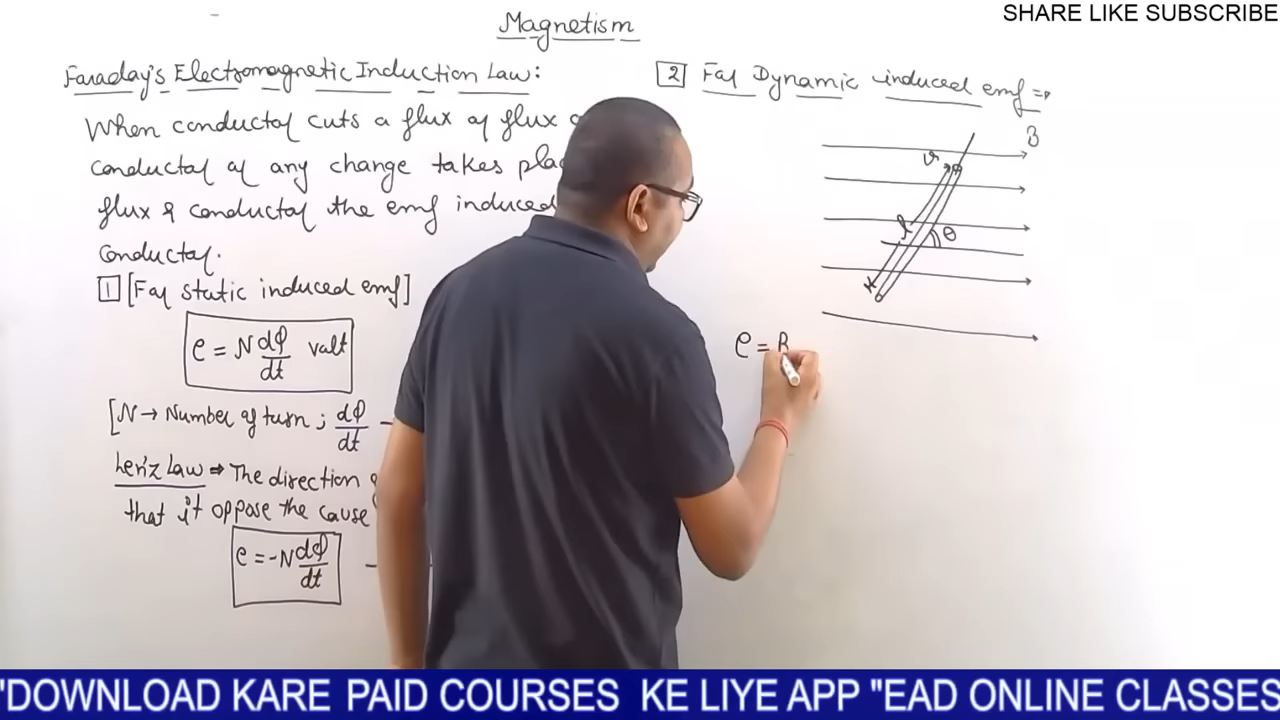 SHARE LIKE SUBSCRIBE
Magnetism
Faraday's Electromagnetic Induction Law:
When conductor cuts a flux or flux
conductor or any change takes
flux & conductor the emf induced
conductor.
1 [For static induced emf]
e = N dφ/dt volt
[N → Number of turn ; dφ/dt -
Len'z Law ⇒ The direction
that it oppose the cause
e = -N dφ/dt -
2 For Dynamic induced emf ⇒
B
v
l
θ
e = B
"DOWNLOAD KARE PAID COURSES KE LIYE APP "EAD ONLINE CLASSES